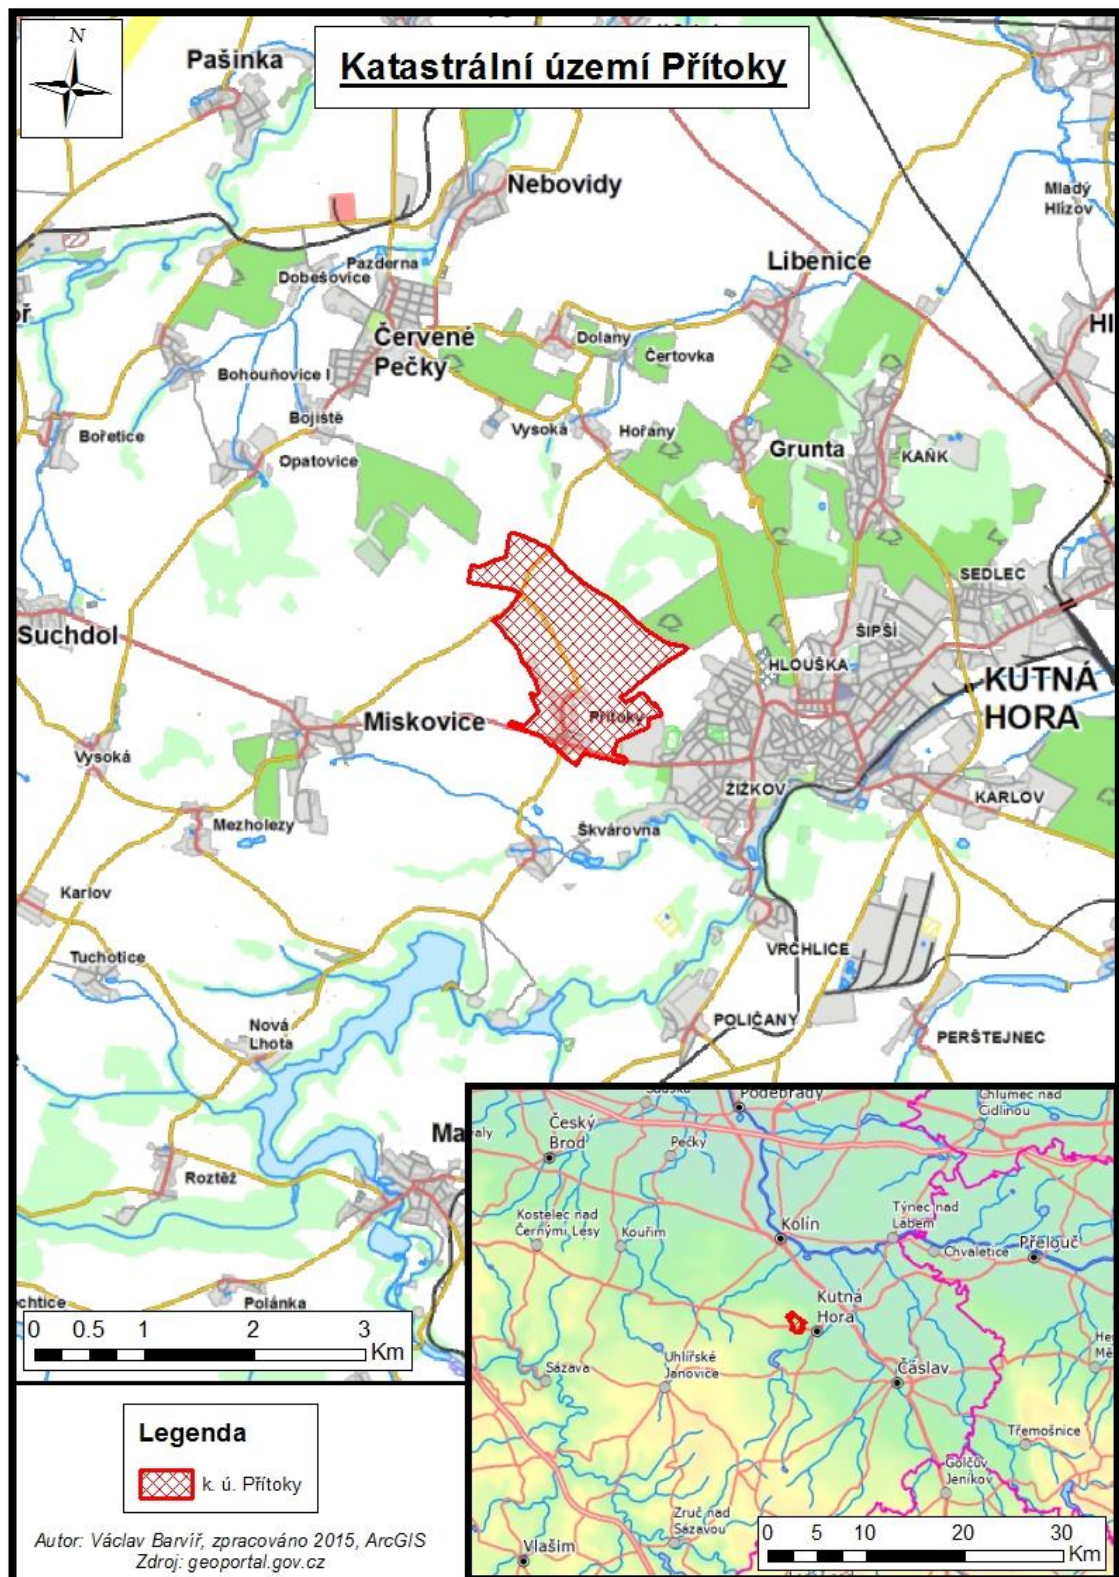 N
Katastrální území Přítoky
Pašinka
Nebovidy
Mladý
Hlízov
Libenice
Pazderna
Dobešovice
Červené
Pečky
Dolany
Čertovka
Hl
Bohouňovice I
Bojiště
Bořetice
Opatovice
Vysoká
Hořany
Grunta
KAŇK
SEDLEC
Suchdol
ŠIPŠÍ
HLOUŠKA
KUTNÁ
HORA
Miskovice
Přítoky
Vysoká
ŽIŽKOV
KARLOV
Mezholezy
Škvárovna
Karlov
VRCHLICE
Tuchotice
Nová
Lhota
POLIČANY
PERŠTEJNEC
Ma
Roztěž
Polánka
chtice
0 0.5 1 2 3
Km
Poděbrady
Chlumec nad
Cidlinou
Český
Brod
valy
Pečky
Kostelec nad
Černými Lesy
Kouřim
Kolín
Týnec nad
Labem
Chvaletice
Přelouč
Kutná
Hora
Sázava
Uhlířské
Janovice
Čáslav
Třemošnice
Golčův
Jeníkov
Zruč nad
Sázavou
Vlašim
0 5 10 20 30
Km
Legenda
k. ú. Přítoky
Autor: Václav Barvíř, zpracováno 2015, ArcGIS
Zdroj: geoportal.gov.cz